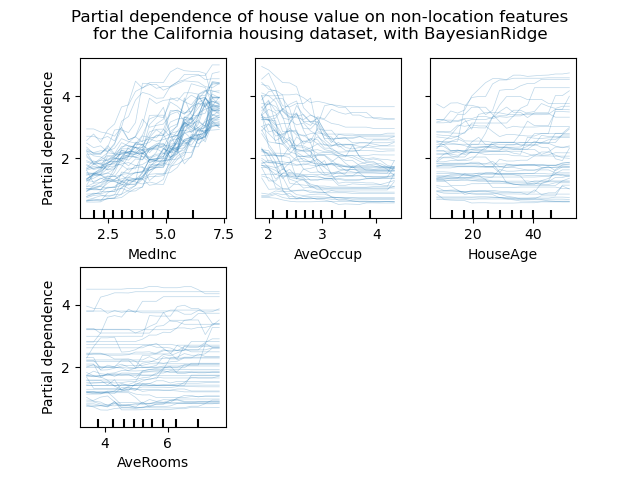 Partial dependence of house value on non-location features
for the California housing dataset, with BayesianRidge
Partial dependence
4
2
2.5 5.0 7.5
MedInc
2 3 4
AveOccup
20 40
HouseAge
Partial dependence
4
2
4 6
AveRooms